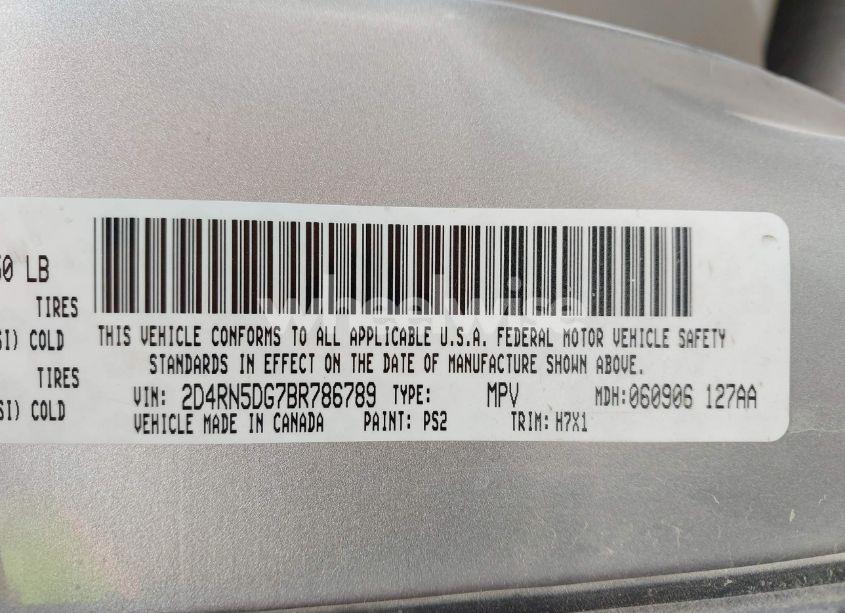 50 LB
TIRES
SI) COLD
TIRES
SI) COLD
THIS VEHICLE CONFORMS TO ALL APPLICABLE U.S.A. FEDERAL MOTOR VEHICLE SAFETY
STANDARDS IN EFFECT ON THE DATE OF MANUFACTURE SHOWN ABOVE.
VIN: 2D4RN5DG7BR786789 TYPE: MPV MDH:060906 127AA
VEHICLE MADE IN CANADA PAINT: PS2 TRIM: H7X1
wheelwise